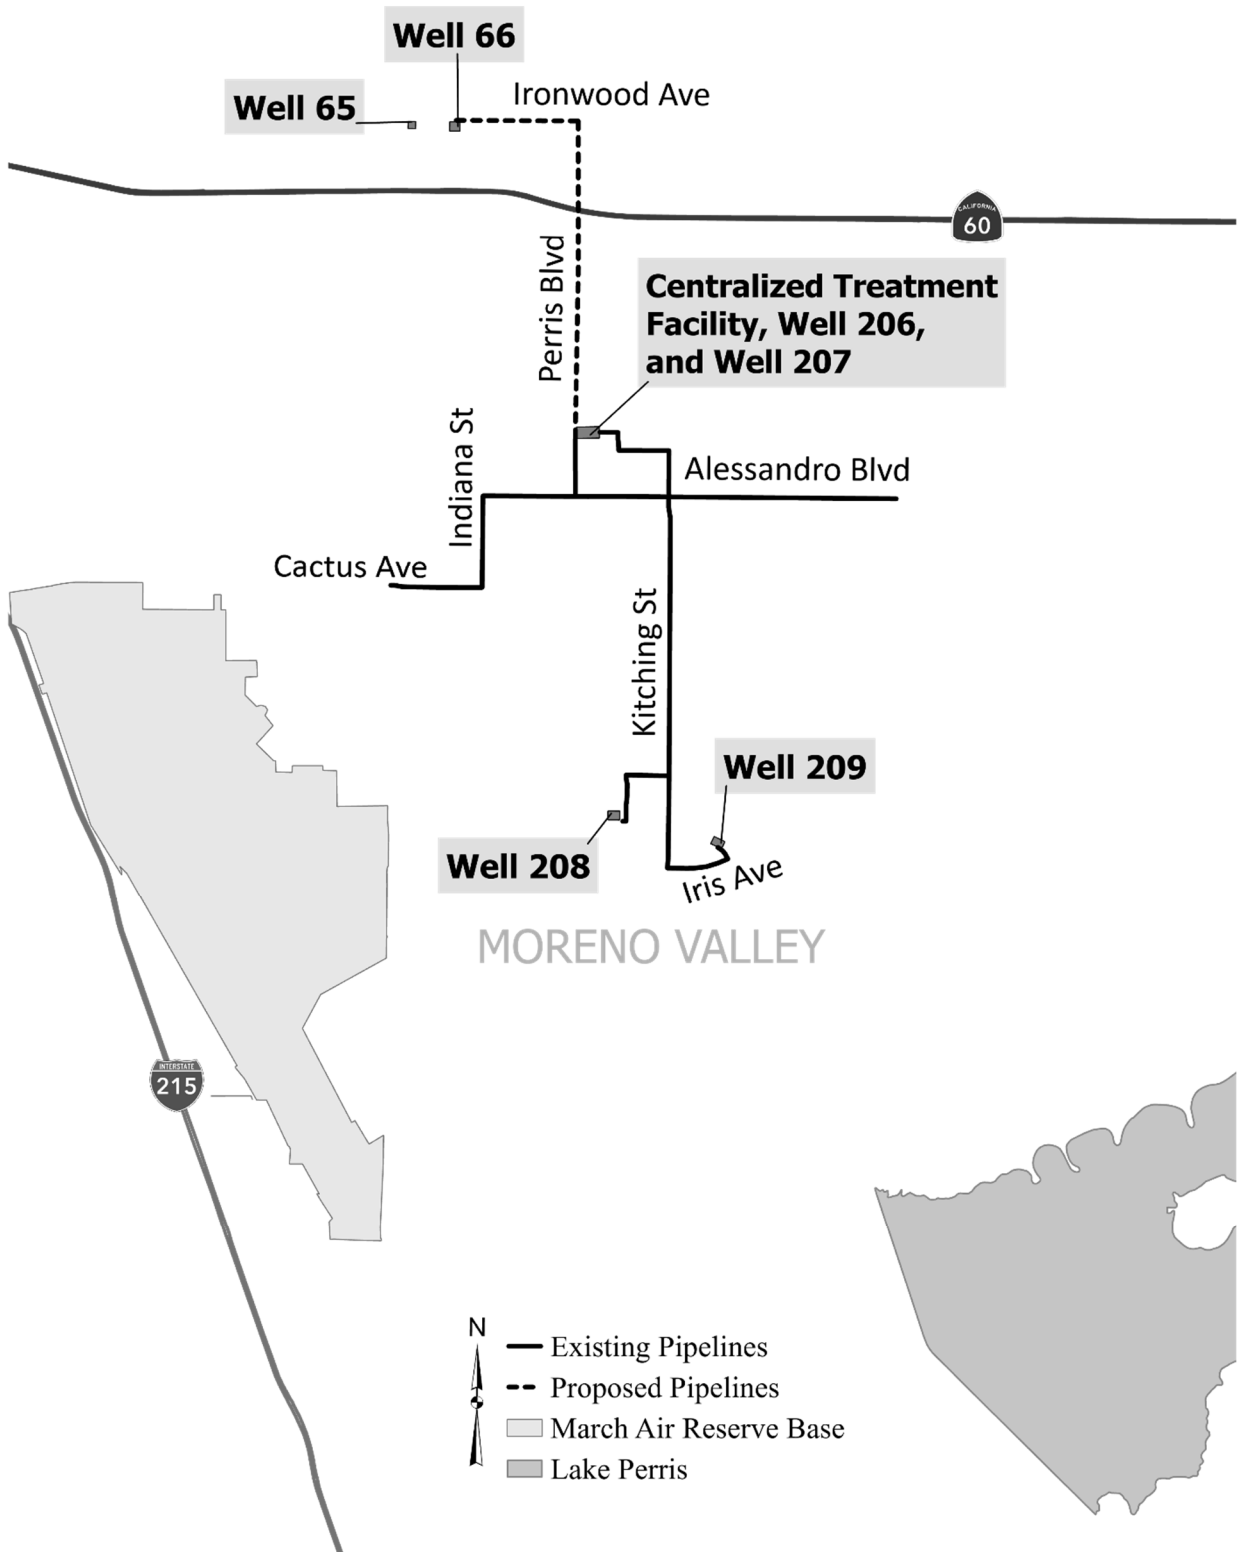 Well 66
Well 65
Ironwood Ave
CALIFORNIA
60
Perris Blvd
Centralized Treatment
Facility, Well 206,
and Well 207
Indiana St
Alessandro Blvd
Cactus Ave
Kitching St
Well 209
Well 208
Iris Ave
MORENO VALLEY
INTERSTATE
215
N
Existing Pipelines
Proposed Pipelines
March Air Reserve Base
Lake Perris